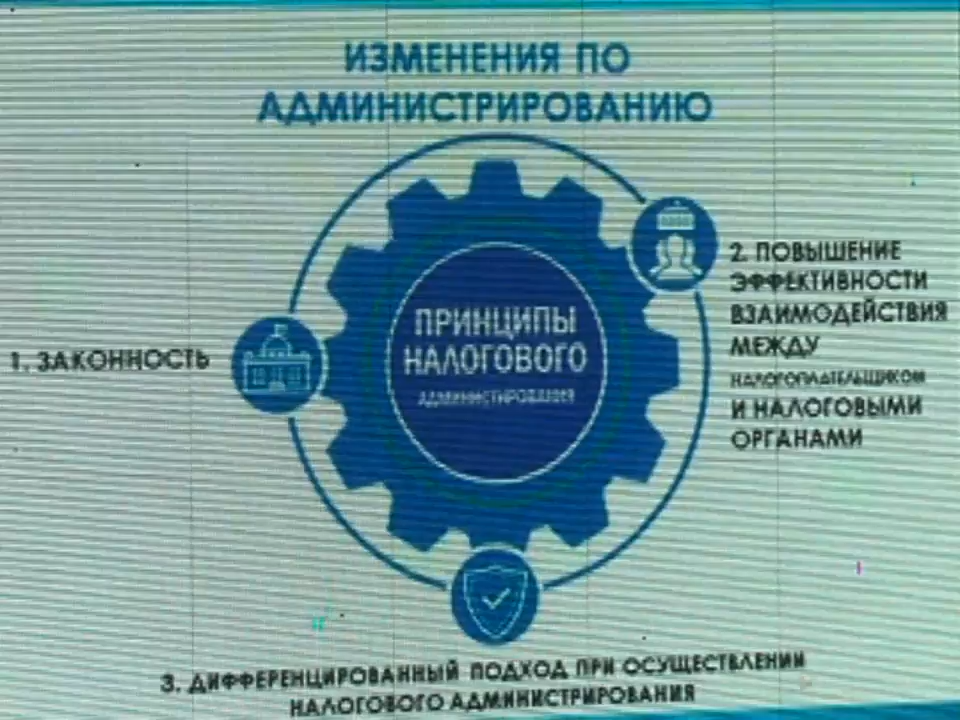 ИЗМЕНЕНИЯ ПО
АДМИНИСТРИРОВАНИЮ
ПРИНЦИПЫ
НАЛОГОВОГО
АДМИНИСТИРОВАНИЯ
1. ЗАКОННОСТЬ
2. ПОВЫШЕНИЕ
ЭФФЕКТИВНОСТИ
ВЗАИМОДЕЙСТВИЯ
МЕЖДУ
НАЛОГОПЛАТЕЛЬЩИКОМ
И НАЛОГОВЫМИ
ОРГАНАМИ
3. ДИФФЕРЕНЦИРОВАННЫЙ ПОДХОД ПРИ ОСУЩЕСТВЛЕНИИ
НАЛОГОВОГО АДМИНИСТРИРОВАНИЯ